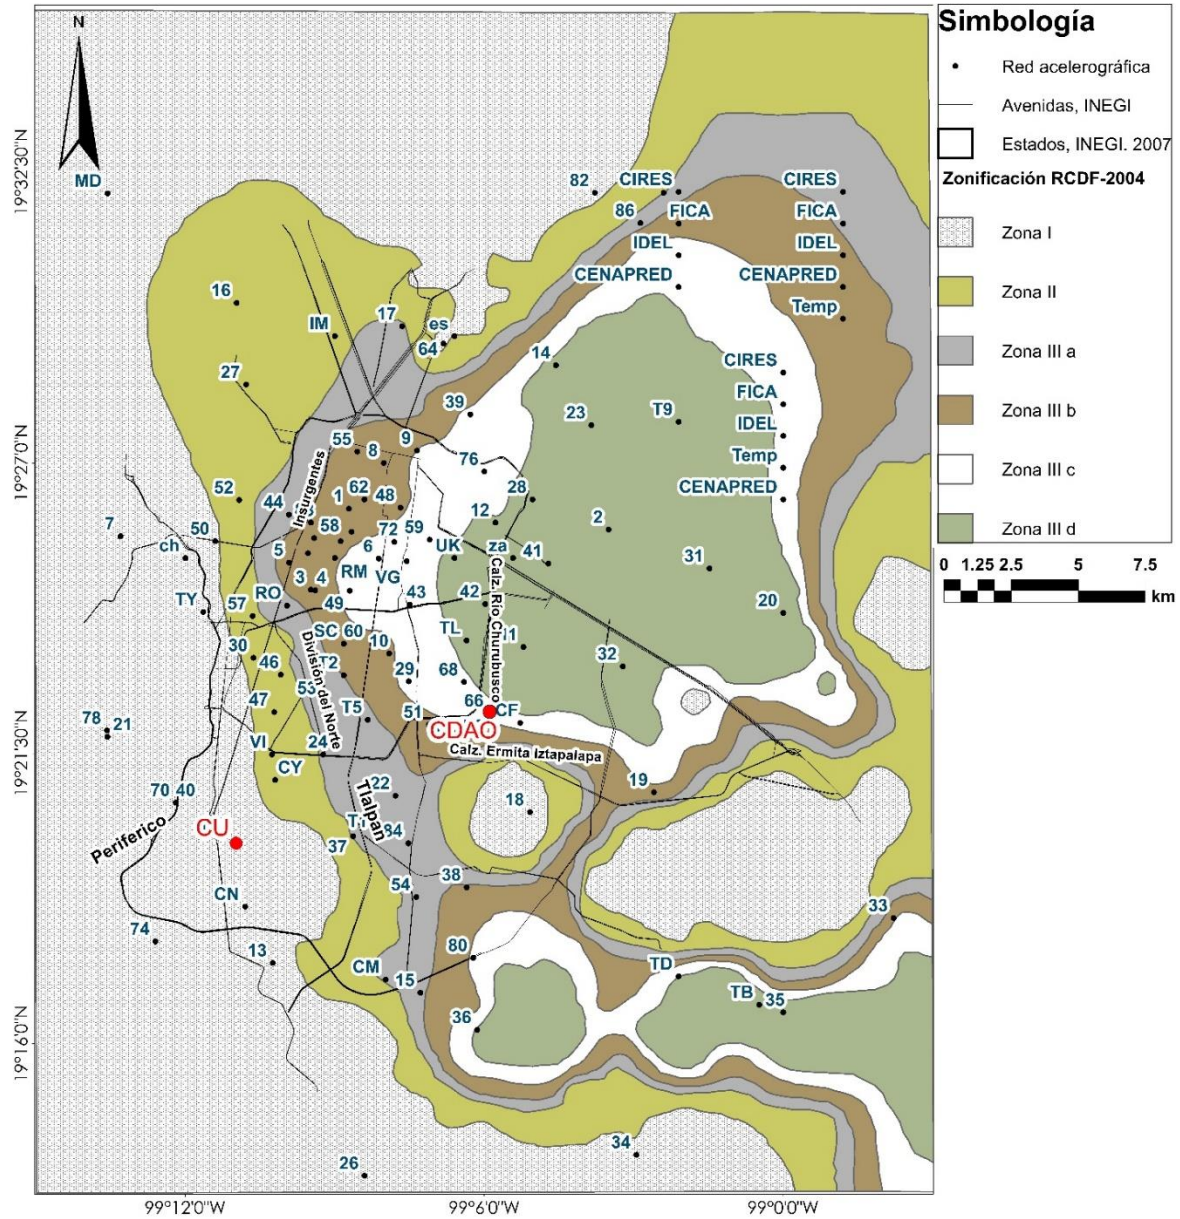 N
Simbología
Red acelerográfica
Avenidas, INEGI
Estados, INEGI. 2007
Zonificación RCDF-2004
Zona I
Zona II
Zona III a
Zona III b
Zona III c
Zona III d
0 1.25 2.5 5 7.5
km
19°32'30"N
19°27'0"N
19°21'30"N
19°16'0"N
99°12'0"W
99°6'0"W
99°0'0"W
MD
82
CIRES
CIRES
86
FICA
FICA
IDEL
IDEL
CENAPRED
CENAPRED
Temp
16
IM
17
es
64
14
CIRES
27
FICA
39
23
T9
IDEL
55
8
9
76
Temp
Insurgentes
CENAPRED
52
44
1
62
48
28
7
50
58
72
59
12
2
ch
5
6
UK
za
41
31
3
4
RM
VG
Calz. Río Churubusco
TY
57
RO
49
43
42
20
30
SC
60
10
TL
32
46
División del Norte
29
68
47
T5
51
66
CF
78
21
VI
24
CDAO
Calz. Ermita Iztapalapa
CY
22
19
70
40
Tlalpan
18
Periferico
CU
37
84
CN
54
38
33
74
13
80
CM
15
TD
TB
35
36
34
26